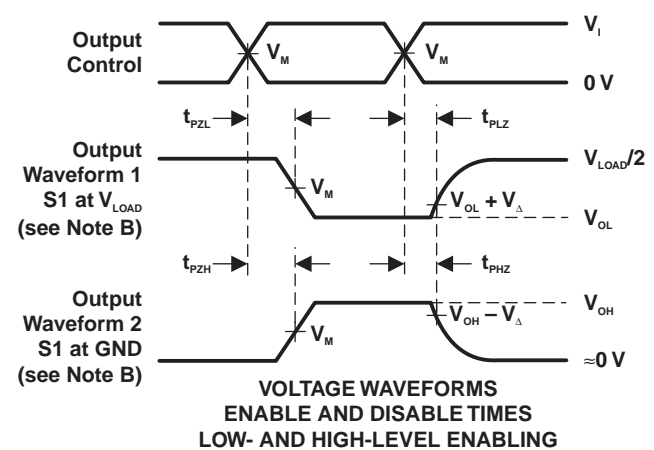 Output
Control
V_M
V_M
V_I
0 V
t_PZL
t_PLZ
Output
Waveform 1
S1 at V_LOAD
(see Note B)
V_M
V_OL + V_Δ
V_LOAD/2
V_OL
t_PZH
t_PHZ
Output
Waveform 2
S1 at GND
(see Note B)
V_M
V_OH – V_Δ
V_OH
≈0 V
VOLTAGE WAVEFORMS
ENABLE AND DISABLE TIMES
LOW- AND HIGH-LEVEL ENABLING